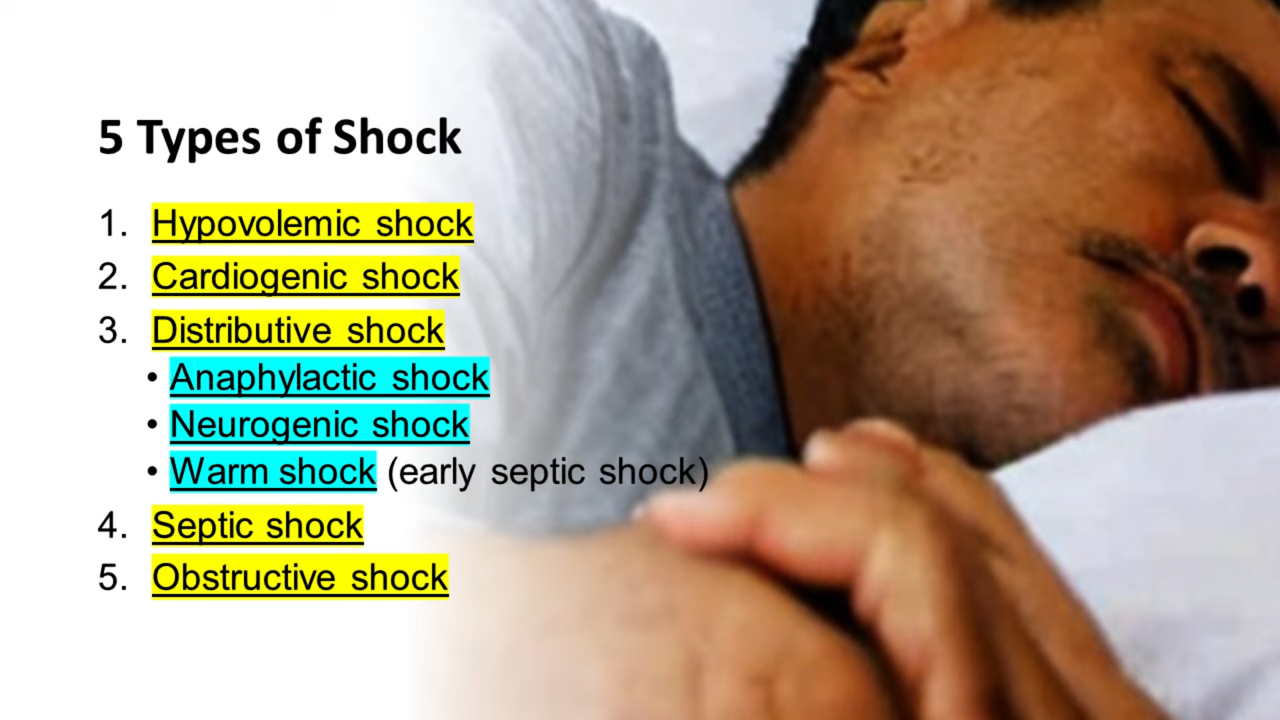 5 Types of Shock
1. Hypovolemic shock
2. Cardiogenic shock
3. Distributive shock
• Anaphylactic shock
• Neurogenic shock
• Warm shock (early septic shock)
4. Septic shock
5. Obstructive shock